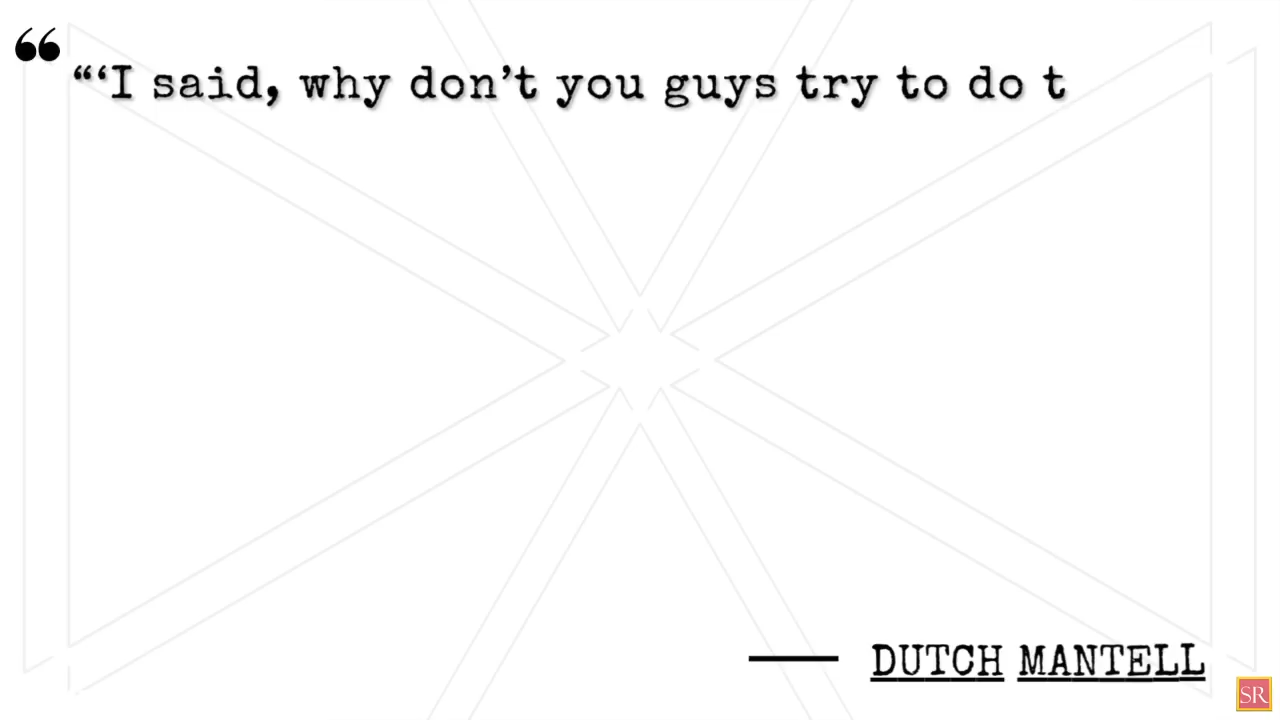 ❝
“‘I said, why don’t you guys try to do t
DUTCH MANTELL
SR